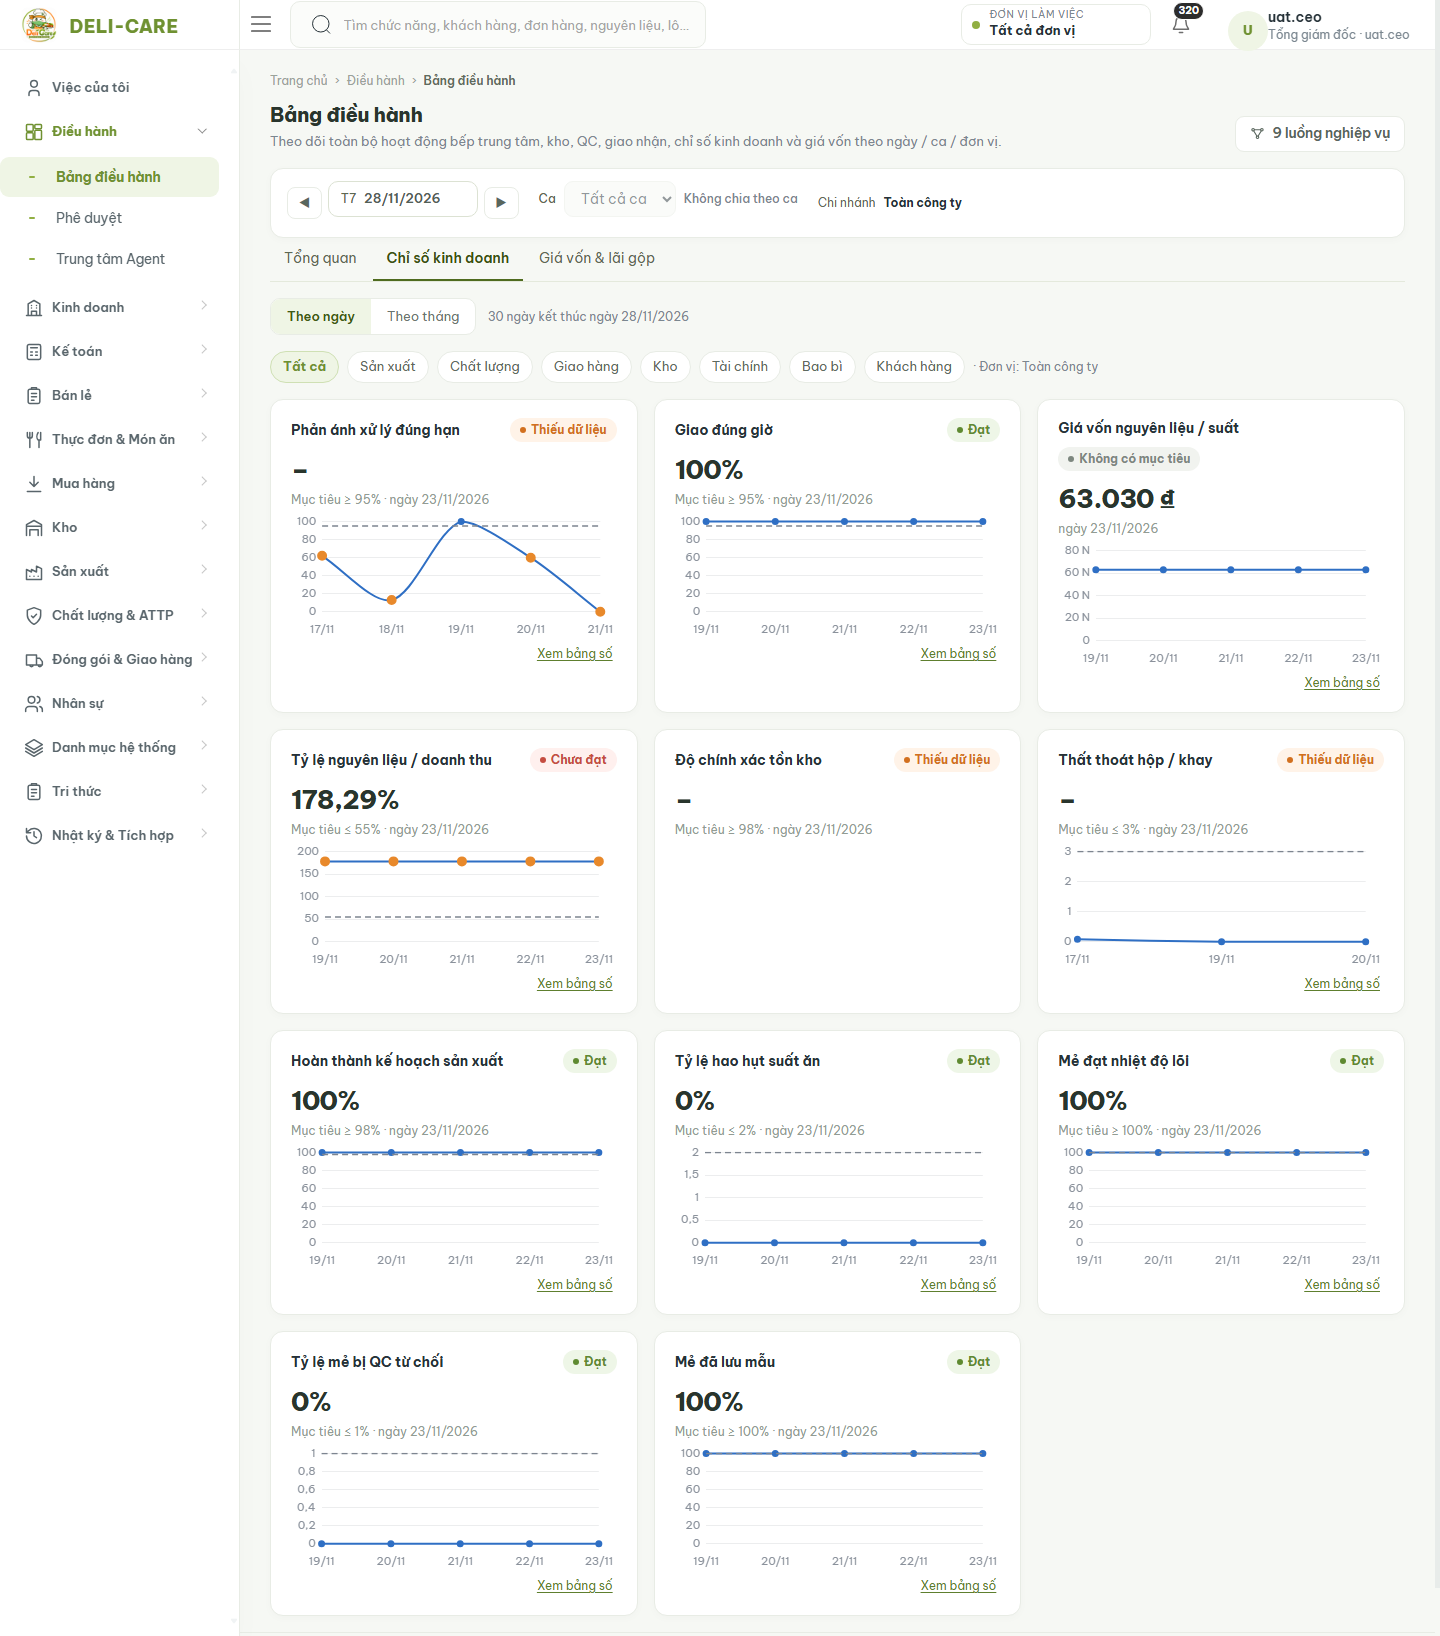 DELI-CARE
Tìm chức năng, khách hàng, đơn hàng, nguyên liệu, lô...
ĐƠN VỊ LÀM VIỆC
Tất cả đơn vị
320
U
uat.ceo
Tổng giám đốc · uat.ceo
Việc của tôi
Điều hành
Bảng điều hành
Phê duyệt
Trung tâm Agent
Kinh doanh
Kế toán
Bán lẻ
Thực đơn & Món ăn
Mua hàng
Kho
Sản xuất
Chất lượng & ATTP
Đóng gói & Giao hàng
Nhân sự
Danh mục hệ thống
Tri thức
Nhật ký & Tích hợp
Trang chủ › Điều hành › Bảng điều hành
Bảng điều hành
Theo dõi toàn bộ hoạt động bếp trung tâm, kho, QC, giao nhận, chỉ số kinh doanh và giá vốn theo ngày / ca / đơn vị.
9 luồng nghiệp vụ
◀ T7 28/11/2026 ▶ Ca Tất cả ca Không chia theo ca Chi nhánh Toàn công ty
Tổng quan Chỉ số kinh doanh Giá vốn & lãi gộp
Theo ngày Theo tháng 30 ngày kết thúc ngày 28/11/2026
Tất cả Sản xuất Chất lượng Giao hàng Kho Tài chính Bao bì Khách hàng · Đơn vị: Toàn công ty
Phản ánh xử lý đúng hạn Thiếu dữ liệu
–
Mục tiêu ≥ 95% · ngày 23/11/2026
100
80
60
40
20
0
17/11 18/11 19/11 20/11 21/11
Xem bảng số
Giao đúng giờ Đạt
100%
Mục tiêu ≥ 95% · ngày 23/11/2026
100
80
60
40
20
0
19/11 20/11 21/11 22/11 23/11
Xem bảng số
Giá vốn nguyên liệu / suất
Không có mục tiêu
63.030 ₫
ngày 23/11/2026
80 N
60 N
40 N
20 N
0
19/11 20/11 21/11 22/11 23/11
Xem bảng số
Tỷ lệ nguyên liệu / doanh thu Chưa đạt
178,29%
Mục tiêu ≤ 55% · ngày 23/11/2026
200
150
100
50
0
19/11 20/11 21/11 22/11 23/11
Xem bảng số
Độ chính xác tồn kho Thiếu dữ liệu
–
Mục tiêu ≥ 98% · ngày 23/11/2026
Thất thoát hộp / khay Thiếu dữ liệu
–
Mục tiêu ≤ 3% · ngày 23/11/2026
3
2
1
0
17/11 19/11 20/11
Xem bảng số
Hoàn thành kế hoạch sản xuất Đạt
100%
Mục tiêu ≥ 98% · ngày 23/11/2026
100
80
60
40
20
0
19/11 20/11 21/11 22/11 23/11
Xem bảng số
Tỷ lệ hao hụt suất ăn Đạt
0%
Mục tiêu ≤ 2% · ngày 23/11/2026
2
1,5
1
0,5
0
19/11 20/11 21/11 22/11 23/11
Xem bảng số
Mẻ đạt nhiệt độ lõi Đạt
100%
Mục tiêu ≥ 100% · ngày 23/11/2026
100
80
60
40
20
0
19/11 20/11 21/11 22/11 23/11
Xem bảng số
Tỷ lệ mẻ bị QC từ chối Đạt
0%
Mục tiêu ≤ 1% · ngày 23/11/2026
1
0,8
0,6
0,4
0,2
0
19/11 20/11 21/11 22/11 23/11
Xem bảng số
Mẻ đã lưu mẫu Đạt
100%
Mục tiêu ≥ 100% · ngày 23/11/2026
100
80
60
40
20
0
19/11 20/11 21/11 22/11 23/11
Xem bảng số